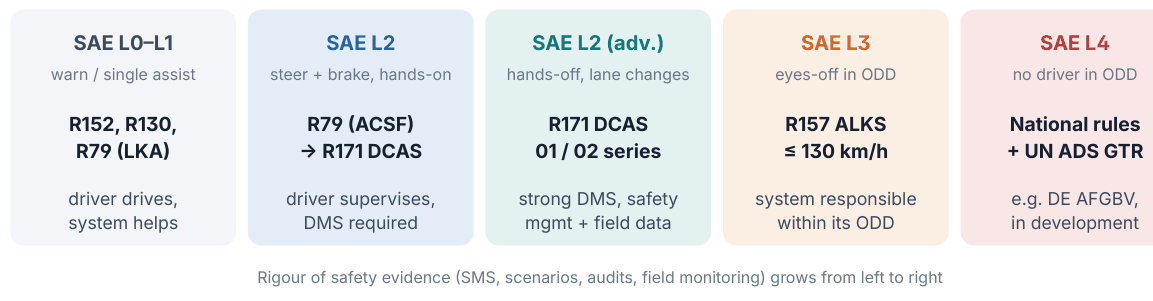 SAE L0–L1
warn / single assist
R152, R130,
R79 (LKA)
driver drives,
system helps
SAE L2
steer + brake, hands-on
R79 (ACSF)
→ R171 DCAS
driver supervises,
DMS required
SAE L2 (adv.)
hands-off, lane changes
R171 DCAS
01 / 02 series
strong DMS, safety
mgmt + field data
SAE L3
eyes-off in ODD
R157 ALKS
≤ 130 km/h
system responsible
within its ODD
SAE L4
no driver in ODD
National rules
+ UN ADS GTR
e.g. DE AFGBV,
in development
Rigour of safety evidence (SMS, scenarios, audits, field monitoring) grows from left to right